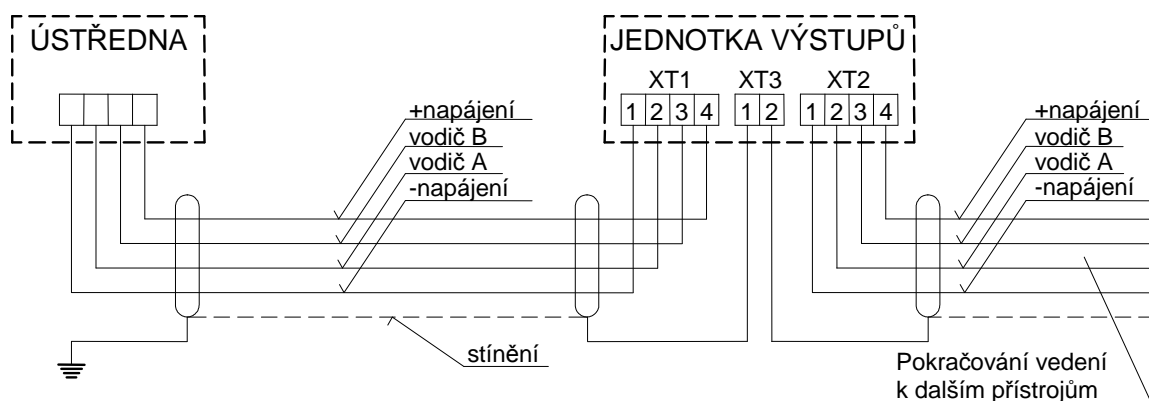 ÚSTŘEDNA
JEDNOTKA VÝSTUPŮ
XT1 XT3 XT2
1 2 3 4 1 2 1 2 3 4
+napájení
vodič B
vodič A
-napájení
+napájení
vodič B
vodič A
-napájení
stínění
Pokračování vedení
k dalším přístrojům